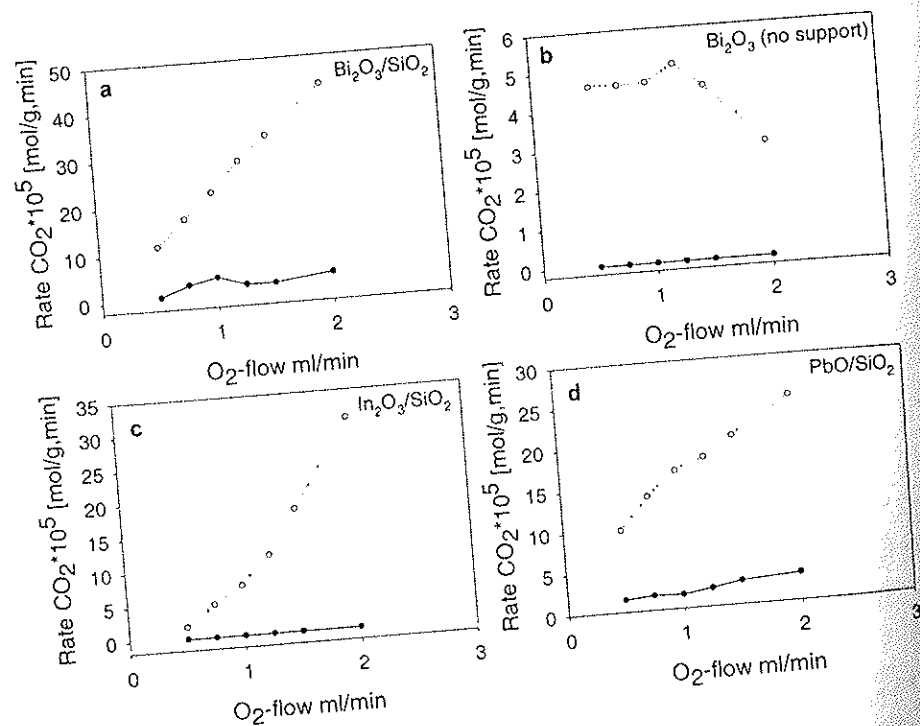 a
Bi2O3/SiO2
Rate CO2*10^5 [mol/g,min]
50
40
30
20
10
0
0 1 2 3
O2-flow ml/min
b
Bi2O3 (no support)
Rate CO2*10^5 [mol/g,min]
6
5
4
3
2
1
0
0 1 2 3
O2-flow ml/min
c
In2O3/SiO2
Rate CO2*10^5 [mol/g,min]
35
30
25
20
15
10
5
0
0 1 2 3
O2-flow ml/min
d
PbO/SiO2
Rate CO2*10^5 [mol/g,min]
30
25
20
15
10
5
0
0 1 2 3
O2-flow ml/min